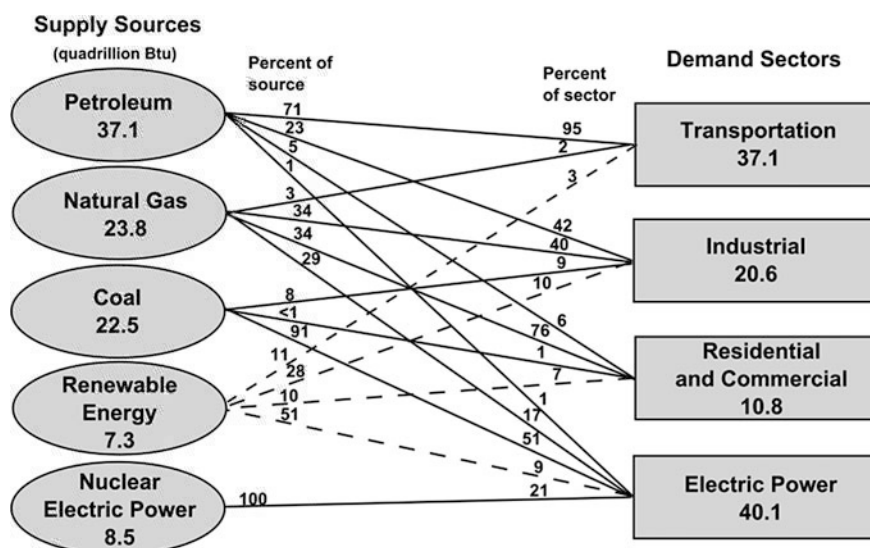 Supply Sources
(quadrillion Btu)
Percent of
source
Percent
of sector
Demand Sectors
Petroleum
37.1
Natural Gas
23.8
Coal
22.5
Renewable
Energy
7.3
Nuclear
Electric Power
8.5
71
23
5
1
3
34
34
29
8
<1
91
11
28
10
51
100
95
2
3
42
40
9
10
6
76
1
7
1
17
51
9
21
Transportation
37.1
Industrial
20.6
Residential
and Commercial
10.8
Electric Power
40.1